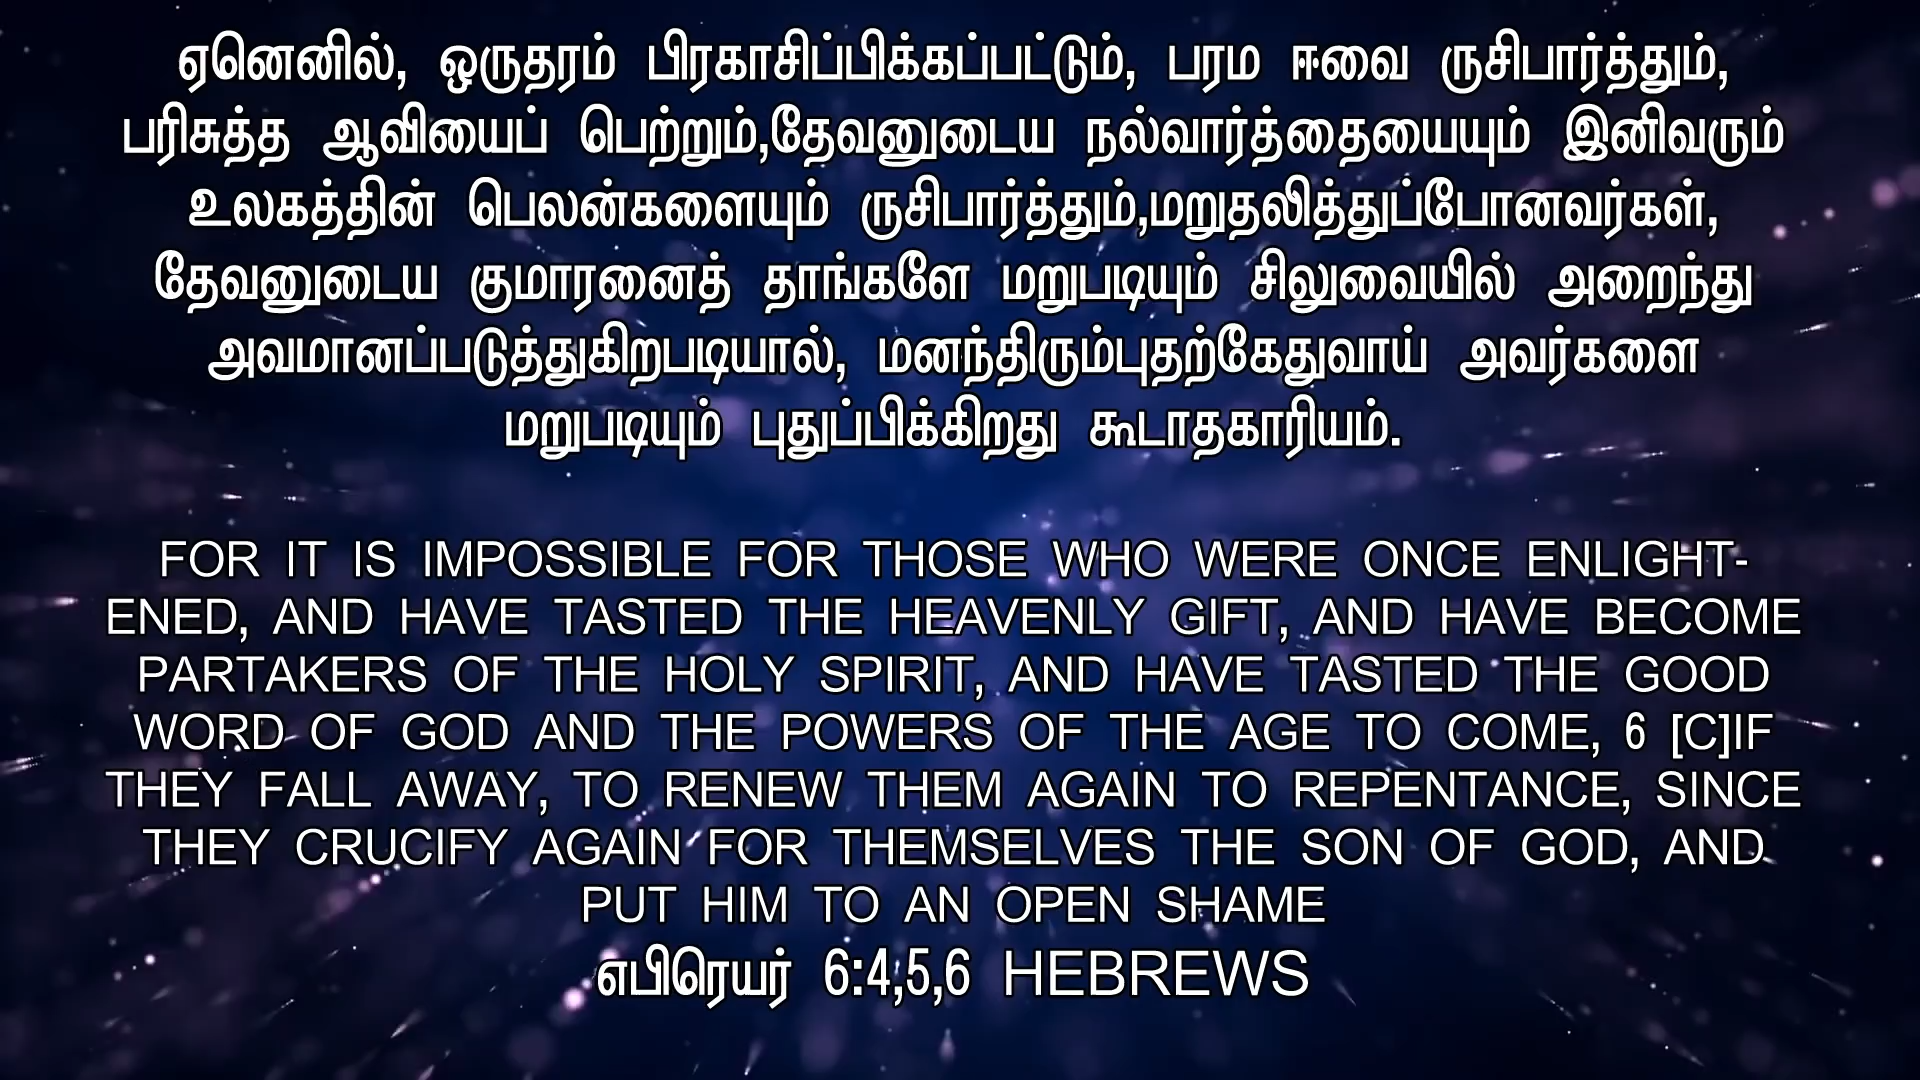 ஏனெனில், ஒருதரம் பிரகாசிப்பிக்கப்பட்டும், பரம ஈவை ருசிபார்த்தும்,
பரிசுத்த ஆவியைப் பெற்றும்,தேவனுடைய நல்வார்த்தையையும் இனிவரும்
உலகத்தின் பெலன்களையும் ருசிபார்த்தும்,மறுதலித்துப்போனவர்கள்,
தேவனுடைய குமாரனைத் தாங்களே மறுபடியும் சிலுவையில் அறைந்து
அவமானப்படுத்துகிறபடியால், மனந்திரும்புதற்கேதுவாய் அவர்களை
மறுபடியும் புதுப்பிக்கிறது கூடாதகாரியம்.
FOR IT IS IMPOSSIBLE FOR THOSE WHO WERE ONCE ENLIGHT-
ENED, AND HAVE TASTED THE HEAVENLY GIFT, AND HAVE BECOME
PARTAKERS OF THE HOLY SPIRIT, AND HAVE TASTED THE GOOD
WORD OF GOD AND THE POWERS OF THE AGE TO COME, 6 [C]IF
THEY FALL AWAY, TO RENEW THEM AGAIN TO REPENTANCE, SINCE
THEY CRUCIFY AGAIN FOR THEMSELVES THE SON OF GOD, AND
PUT HIM TO AN OPEN SHAME
எபிரெயர் 6:4,5,6 HEBREWS